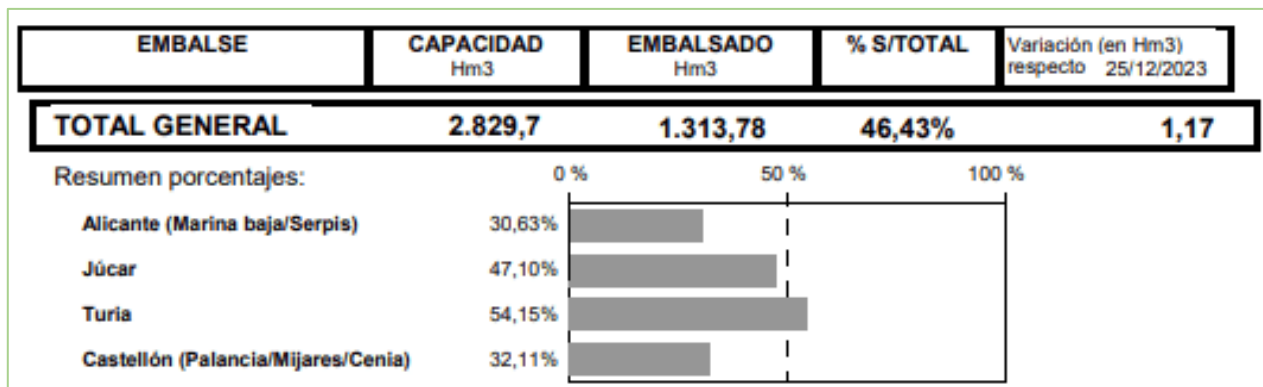 EMBALSE CAPACIDAD EMBALSADO % S/TOTAL Variación (en Hm3)
Hm3 Hm3 respecto 25/12/2023
TOTAL GENERAL 2.829,7 1.313,78 46,43% 1,17
Resumen porcentajes: 0 % 50 % 100 %
Alicante (Marina baja/Serpis) 30,63%
Júcar 47,10%
Turia 54,15%
Castellón (Palancia/Mijares/Cenia) 32,11%